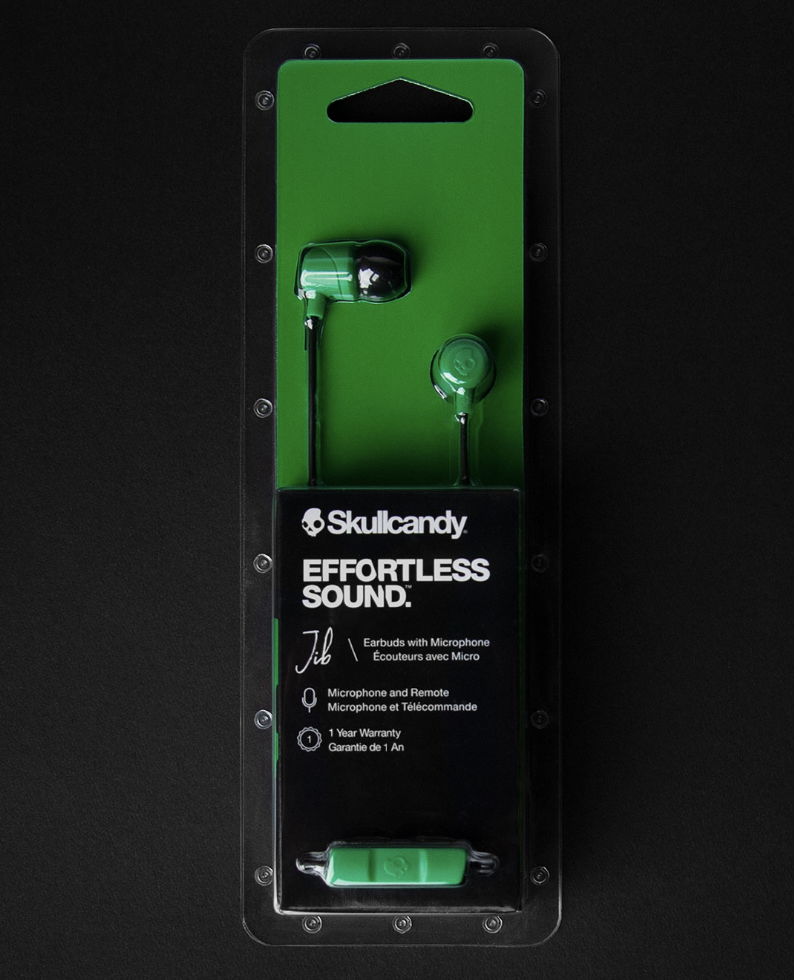 Skullcandy
EFFORTLESS
SOUND.™
Jib \ Earbuds with Microphone
Écouteurs avec Micro
Microphone and Remote
Microphone et Télécommande
1 1 Year Warranty
Garantie de 1 An